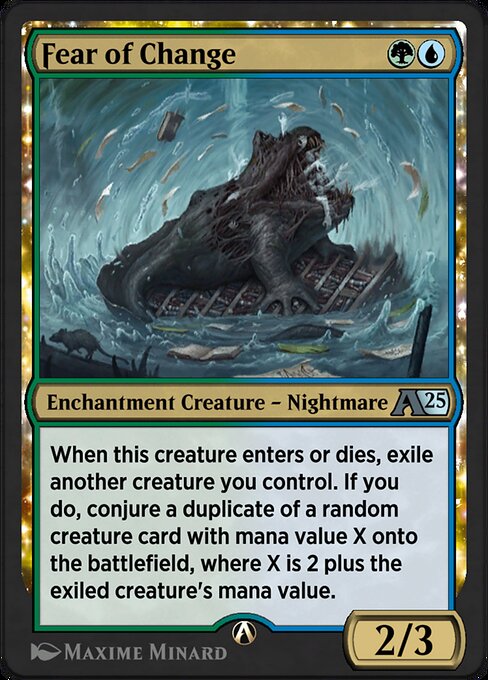 Fear of Change
Enchantment Creature – Nightmare
25
When this creature enters or dies, exile
another creature you control. If you
do, conjure a duplicate of a random
creature card with mana value X onto
the battlefield, where X is 2 plus the
exiled creature's mana value.
2/3
Maxime Minard